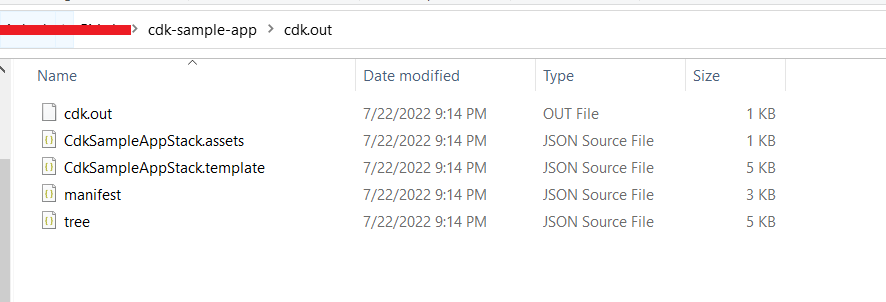 cdk-sample-app > cdk.out
Name Date modified Type Size
cdk.out 7/22/2022 9:14 PM OUT File 1 KB
CdkSampleAppStack.assets 7/22/2022 9:14 PM JSON Source File 1 KB
CdkSampleAppStack.template 7/22/2022 9:14 PM JSON Source File 5 KB
manifest 7/22/2022 9:14 PM JSON Source File 3 KB
tree 7/22/2022 9:14 PM JSON Source File 5 KB